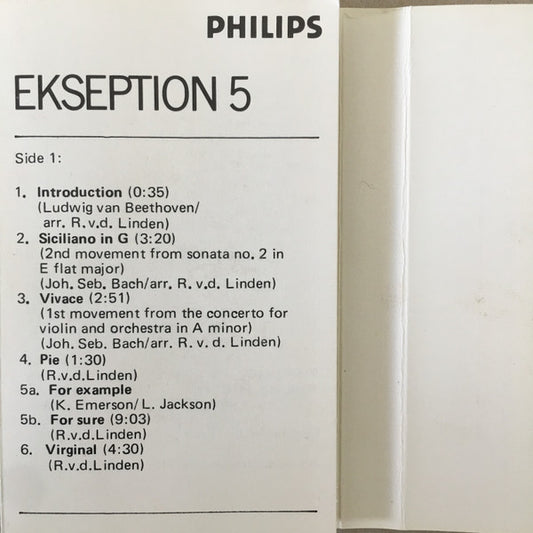 PHILIPS
EKSEPTION 5
Side 1:
1. Introduction (0:35)
(Ludwig van Beethoven/
arr. R.v.d. Linden)
2. Siciliano in G (3:20)
(2nd movement from sonata no. 2 in
E flat major)
(Joh. Seb. Bach/arr. R. v.d. Linden)
3. Vivace (2:51)
(1st movement from the concerto for
violin and orchestra in A minor)
(Joh. Seb. Bach/arr. R. v. d. Linden)
4. Pie (1:30)
(R.v.d.Linden)
5a. For example
(K. Emerson/ L. Jackson)
5b. For sure (9:03)
(R.v.d.Linden)
6. Virginal (4:30)
(R.v.d.Linden)